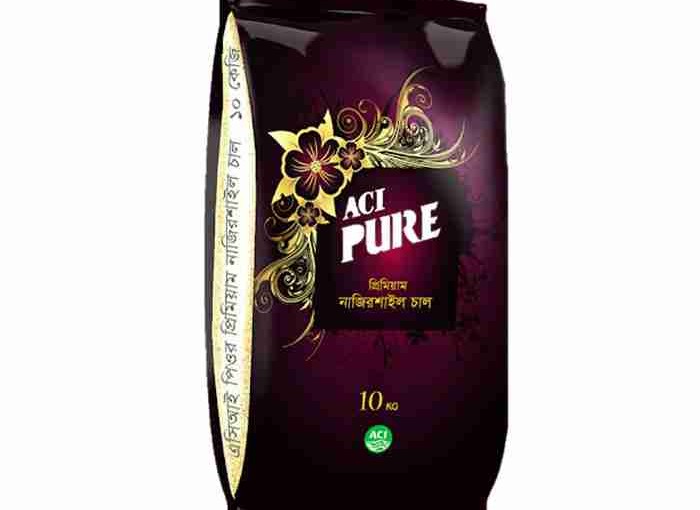 ACI
PURE
প্রিমিয়াম
নাজিরশাইল চাল
10 KG
ACI
এসিআই পিওর প্রিমিয়াম নাজিরশাইল চাল ১০ কেজি